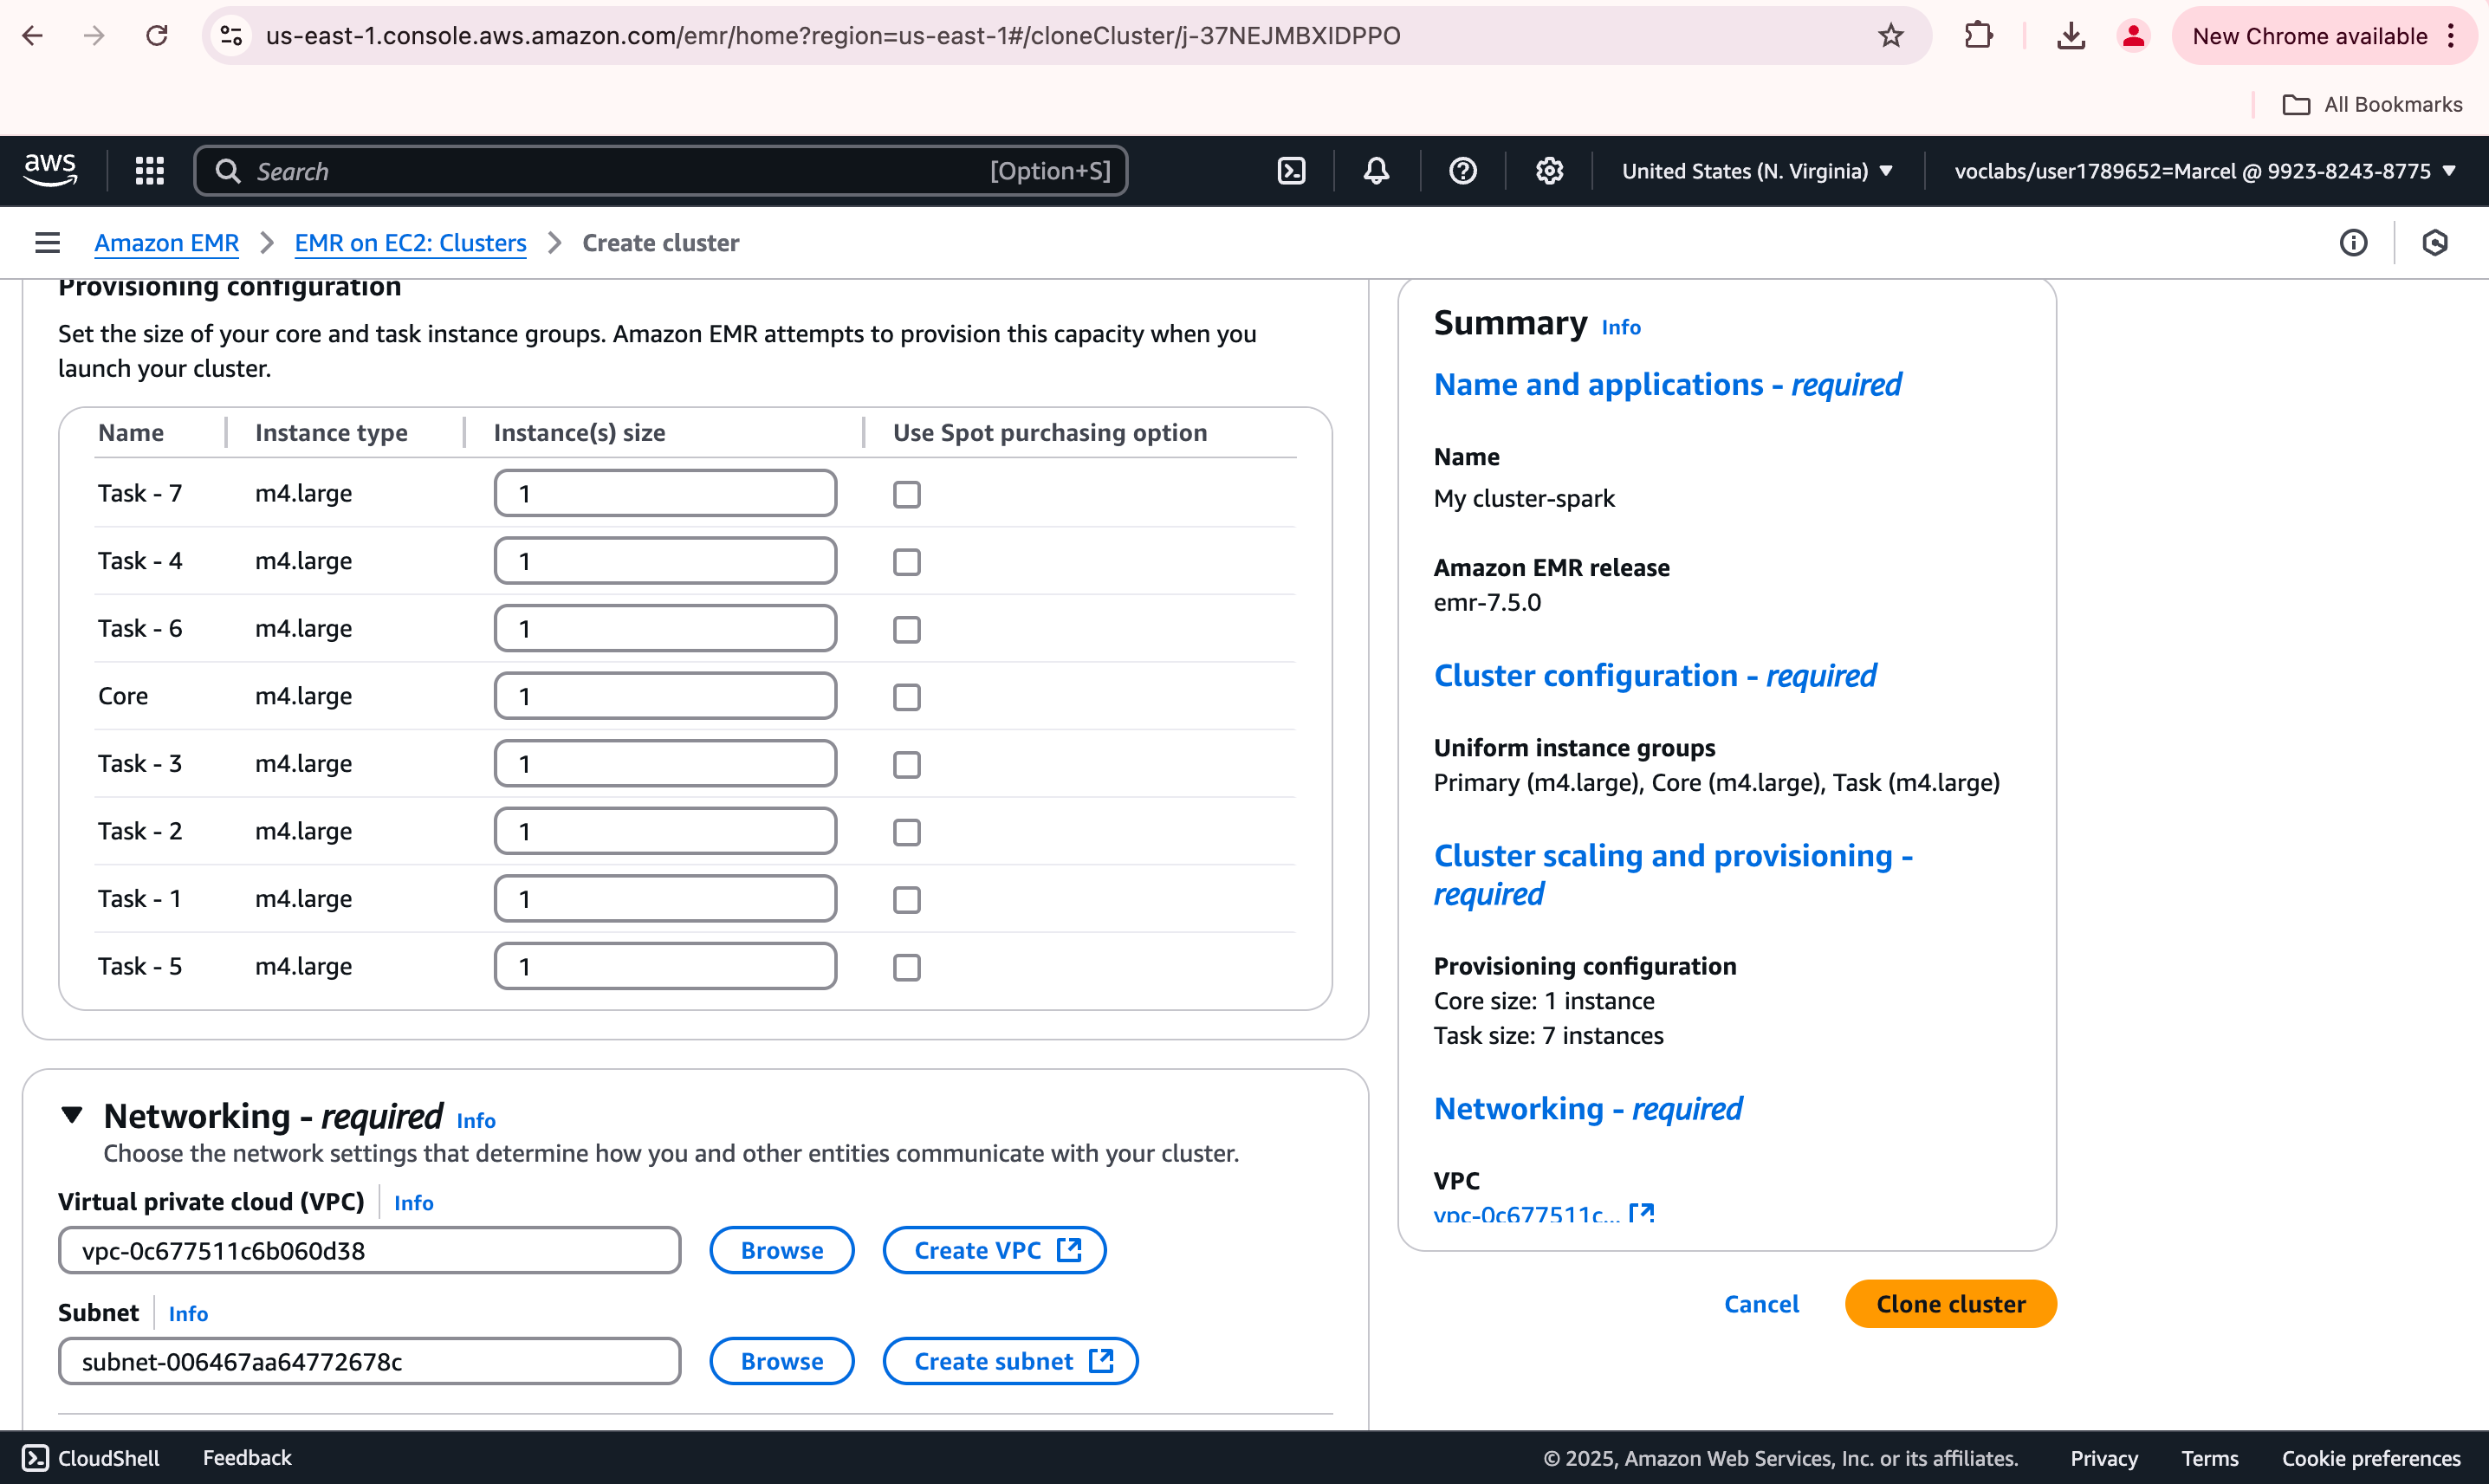 us-east-1.console.aws.amazon.com/emr/home?region=us-east-1#/cloneCluster/j-37NEJMBXIDPPO
New Chrome available
All Bookmarks
aws
Search
[Option+S]
United States (N. Virginia)
voclabs/user1789652=Marcel @ 9923-8243-8775
Amazon EMR
EMR on EC2: Clusters
Create cluster
Provisioning configuration
Set the size of your core and task instance groups. Amazon EMR attempts to provision this capacity when you
launch your cluster.
Name Instance type Instance(s) size Use Spot purchasing option
Task - 7 m4.large 1
Task - 4 m4.large 1
Task - 6 m4.large 1
Core m4.large 1
Task - 3 m4.large 1
Task - 2 m4.large 1
Task - 1 m4.large 1
Task - 5 m4.large 1
Networking - required Info
Choose the network settings that determine how you and other entities communicate with your cluster.
Virtual private cloud (VPC) Info
vpc-0c677511c6b060d38 Browse Create VPC
Subnet Info
subnet-006467aa64772678c Browse Create subnet
Summary Info
Name and applications - required
Name
My cluster-spark
Amazon EMR release
emr-7.5.0
Cluster configuration - required
Uniform instance groups
Primary (m4.large), Core (m4.large), Task (m4.large)
Cluster scaling and provisioning -
required
Provisioning configuration
Core size: 1 instance
Task size: 7 instances
Networking - required
VPC
vpc-0c677511c...
Cancel Clone cluster
CloudShell Feedback
© 2025, Amazon Web Services, Inc. or its affiliates. Privacy Terms Cookie preferences